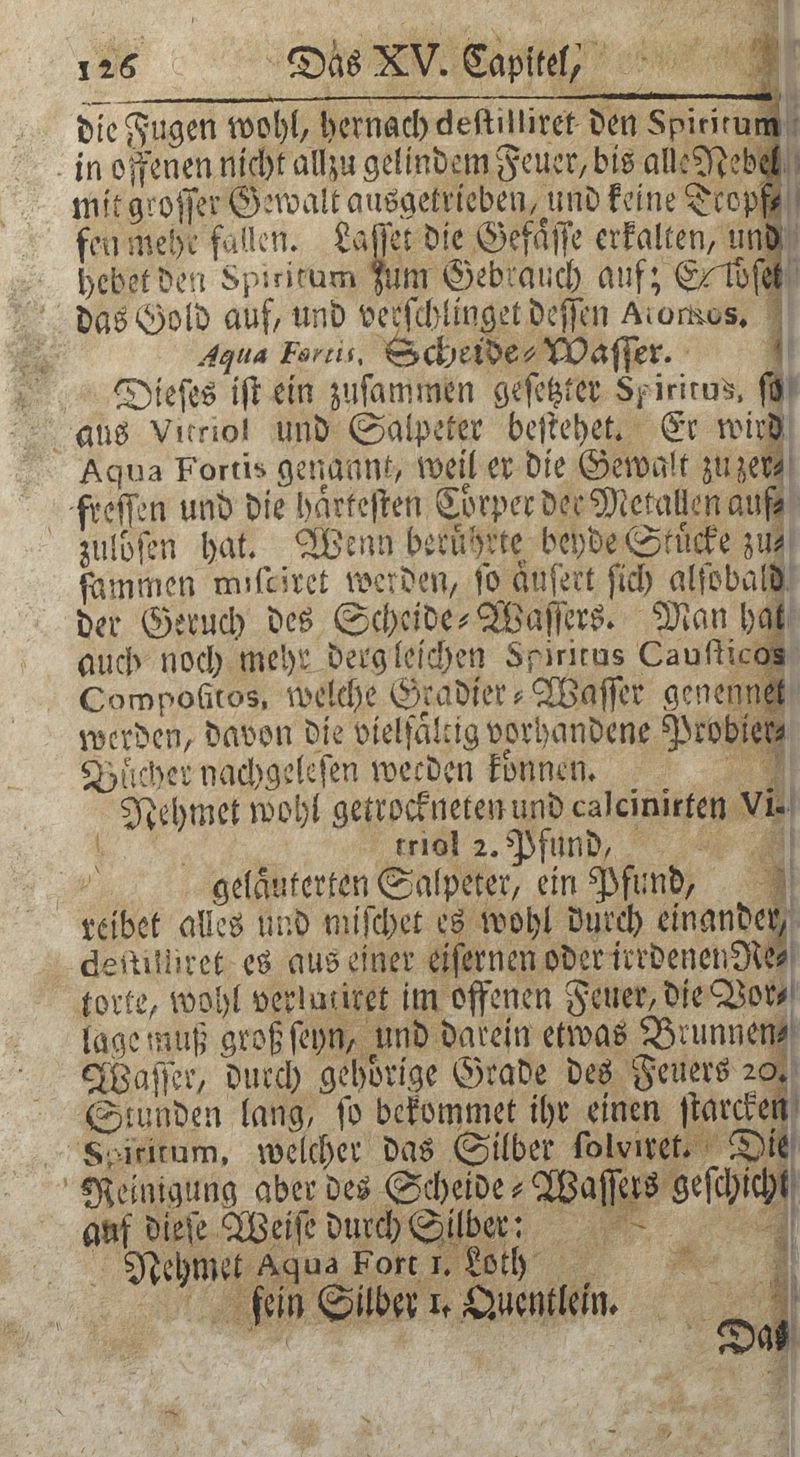 126 Das XV. Capitel,
die Fugen wohl, hernach destilliret den Spiritum
in offenen nicht allzu gelindem Feuer, bis alle Nebel
mit grosser Gewalt ausgetrieben, und keine Tropf-
fen mehr fallen. Lasset die Gefässe erkalten, und
hebet den Spiritum zum Gebrauch auf; Er löset
das Gold auf, und verschlinget dessen Atomos.
Aqua Fortis, Scheide-Wasser.
Dieses ist ein zusammen gesetzter Spiritus, so
aus Vitriol und Salpeter bestehet. Er wird
Aqua Fortis genannt, weil er die Gewalt zu zer-
fressen und die härtesten Cörper der Metallen auf-
zulösen hat. Wenn berührte beyde Stücke zu-
sammen misciret werden, so äusert sich alsobald
der Geruch des Scheide-Wassers. Man hat
auch noch mehr dergleichen Spiritus Causticos
Compositos, welche Gradier-Wasser genennet
werden, davon die vielfältig vorhandene Probier-
Bücher nachgelesen werden können.
Nehmet wohl getrockneten und calcinirten Vi-
triol 2. Pfund,
geläuterten Salpeter, ein Pfund,
reibet alles und mischet es wohl durch einander,
destilliret es aus einer eisernen oder irrdenen Re-
torte, wohl verlutiret im offenen Feuer, die Vor-
lage muß groß seyn, und darein etwas Brunnen-
Wasser, durch gehörige Grade des Feuers 20.
Stunden lang, so bekommet ihr einen starcken
Spiritum, welcher das Silber solviret. Die
Reinigung aber des Scheide-Wassers geschicht
auf diese Weise durch Silber:
Nehmet Aqua Fort 1. Loth
fein Silber 1. Quentlein.
Das